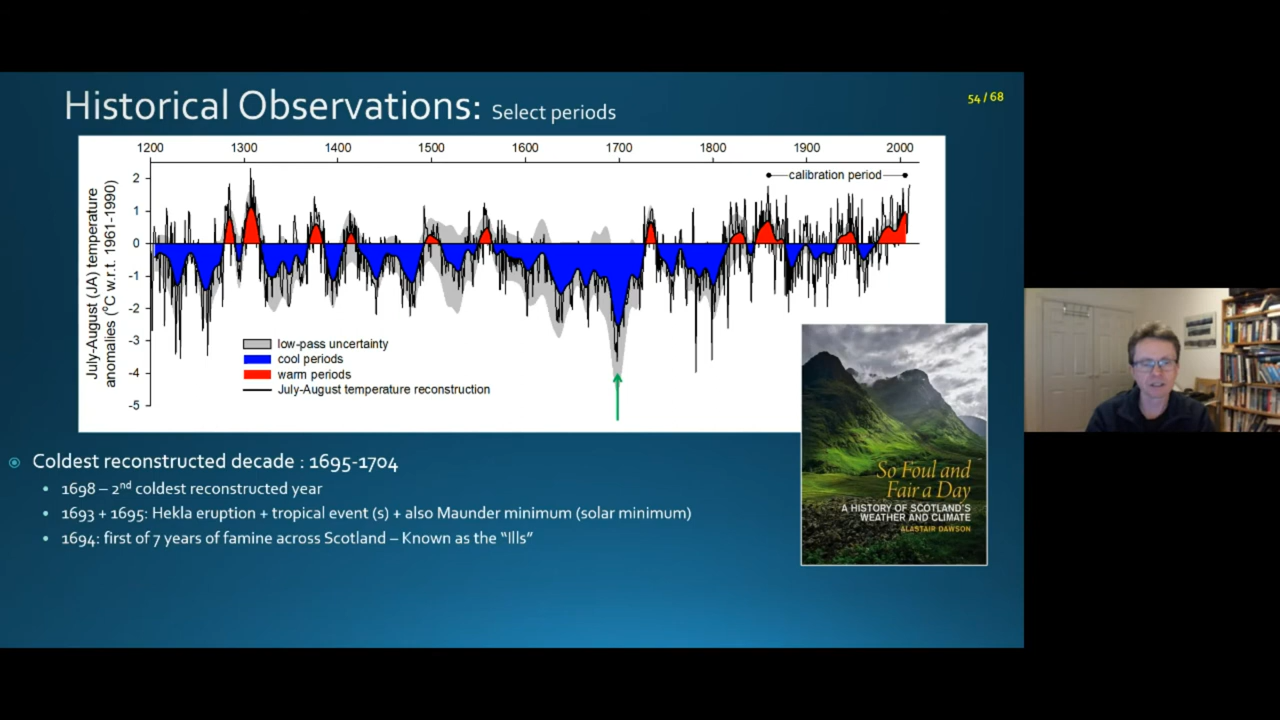 Historical Observations: Select periods
54 / 68
1200 1300 1400 1500 1600 1700 1800 1900 2000
calibration period
2
1
0
-1
-2
-3
-4
-5
July-August (JA) temperature
anomalies (°C w.r.t. 1961-1990)
low-pass uncertainty
cool periods
warm periods
July-August temperature reconstruction
So Foul and
Fair a Day
A HISTORY OF SCOTLAND'S
WEATHER AND CLIMATE
ALASTAIR DAWSON
Coldest reconstructed decade : 1695-1704
1698 – 2nd coldest reconstructed year
1693 + 1695: Hekla eruption + tropical event (s) + also Maunder minimum (solar minimum)
1694: first of 7 years of famine across Scotland – Known as the "Ills"